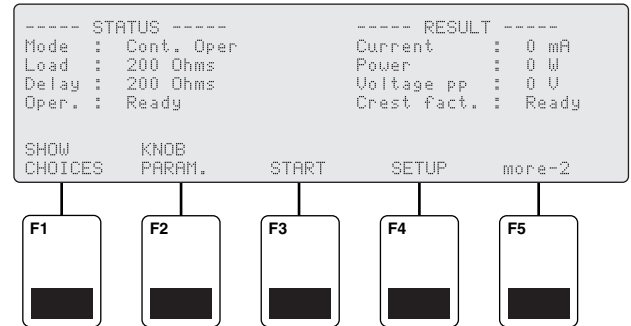 ----- STATUS ----- ----- RESULT -----
Mode : Cont. Oper Current : 0 mA
Load : 200 Ohms Power : 0 W
Delay : 200 Ohms Voltage pp : 0 V
Oper. : Ready Crest fact. : Ready
SHOW KNOB
CHOICES PARAM. START SETUP more-2
F1 F2 F3 F4 F5